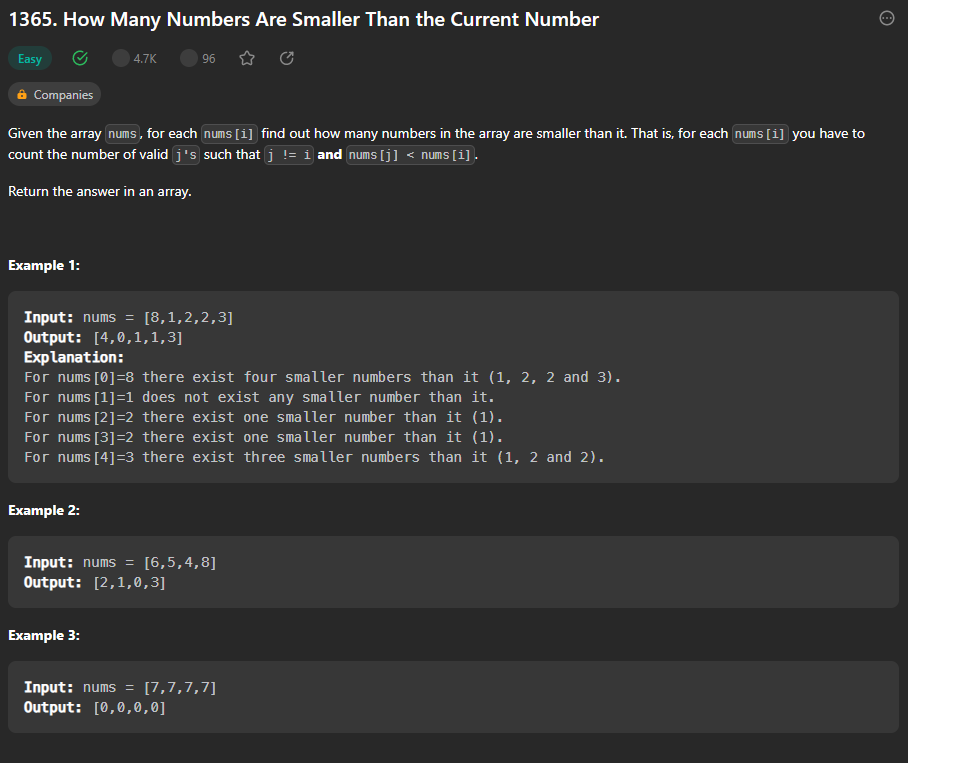 1365. How Many Numbers Are Smaller Than the Current Number
Easy 4.7K 96
Companies
Given the array nums, for each nums[i] find out how many numbers in the array are smaller than it. That is, for each nums[i] you have to
count the number of valid j's such that j != i and nums[j] < nums[i].
Return the answer in an array.
Example 1:
Input: nums = [8,1,2,2,3]
Output: [4,0,1,1,3]
Explanation:
For nums[0]=8 there exist four smaller numbers than it (1, 2, 2 and 3).
For nums[1]=1 does not exist any smaller number than it.
For nums[2]=2 there exist one smaller number than it (1).
For nums[3]=2 there exist one smaller number than it (1).
For nums[4]=3 there exist three smaller numbers than it (1, 2 and 2).
Example 2:
Input: nums = [6,5,4,8]
Output: [2,1,0,3]
Example 3:
Input: nums = [7,7,7,7]
Output: [0,0,0,0]